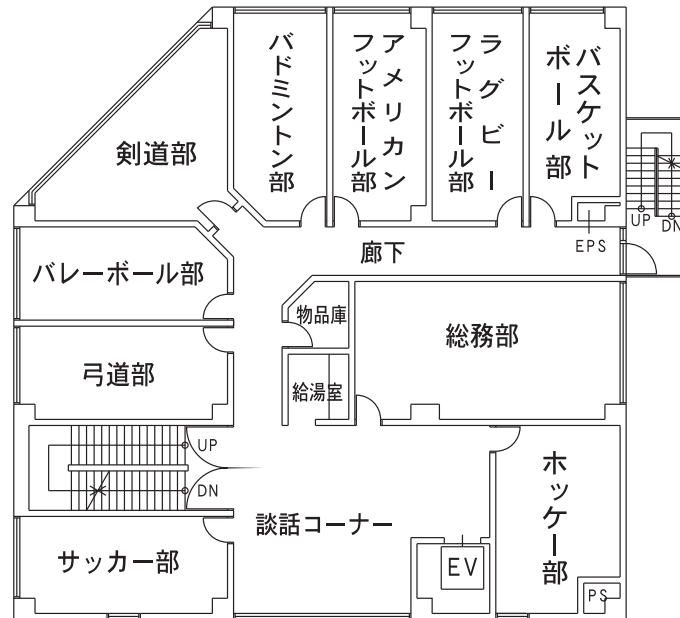 剣道部
バドミントン部
アメリカン
フットボール部
ラグビー
フットボール部
バスケット
ボール部
UP
DN
EPS
廊下
バレーボール部
物品庫
総務部
弓道部
給湯室
UP
DN
談話コーナー
ホッケー部
サッカー部
EV
PS